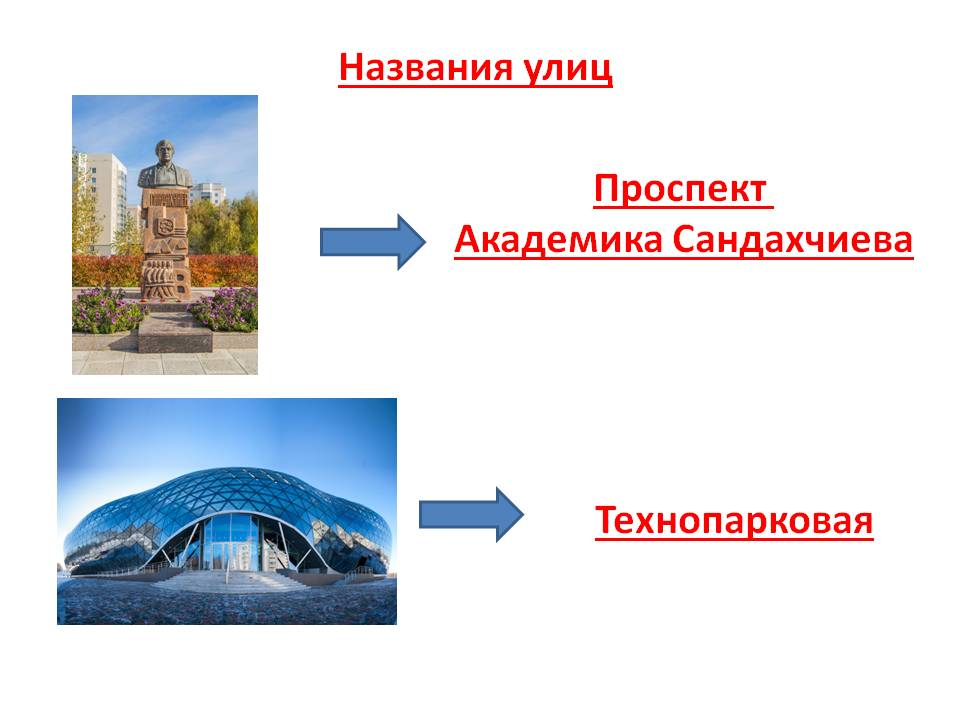 Названия улиц
Проспект
Академика Сандахчиева
Технопарковая